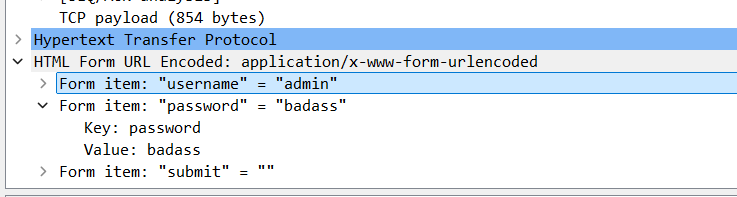 TCP payload (854 bytes)
Hypertext Transfer Protocol
HTML Form URL Encoded: application/x-www-form-urlencoded
Form item: "username" = "admin"
Form item: "password" = "badass"
Key: password
Value: badass
Form item: "submit" = ""